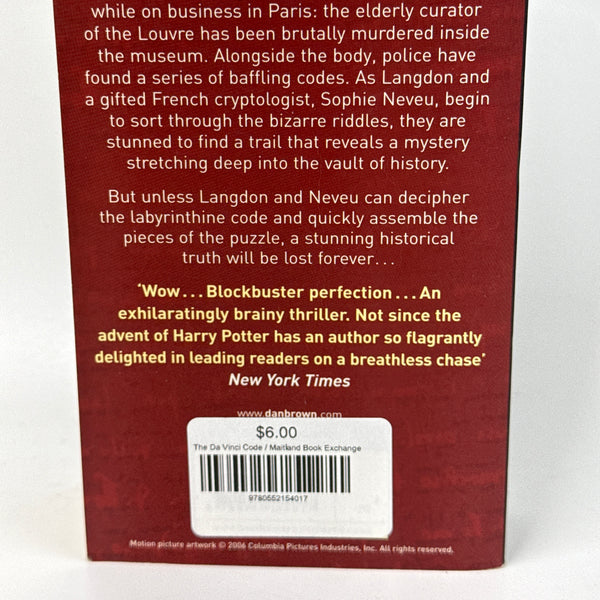 while on business in Paris: the elderly curator
of the Louvre has been brutally murdered inside
the museum. Alongside the body, police have
found a series of baffling codes. As Langdon and
a gifted French cryptologist, Sophie Neveu, begin
to sort through the bizarre riddles, they are
stunned to find a trail that reveals a mystery
stretching deep into the vault of history.
But unless Langdon and Neveu can decipher
the labyrinthine code and quickly assemble the
pieces of the puzzle, a stunning historical
truth will be lost forever...
‘Wow...Blockbuster perfection...An
exhilaratingly brainy thriller. Not since the
advent of Harry Potter has an author so flagrantly
delighted in leading readers on a breathless chase’
New York Times
www.danbrown.com
$6.00
The Da Vinci Code / Maitland Book Exchange
9780552154017
Motion picture artwork © 2006 Columbia Pictures Industries, Inc. All rights reserved.